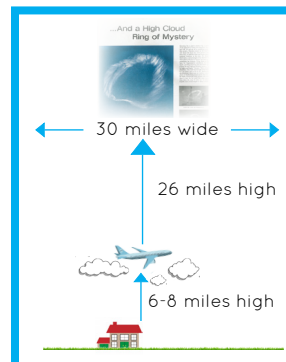 ...And a High Cloud
Ring of Mystery
30 miles wide
26 miles high
6-8 miles high